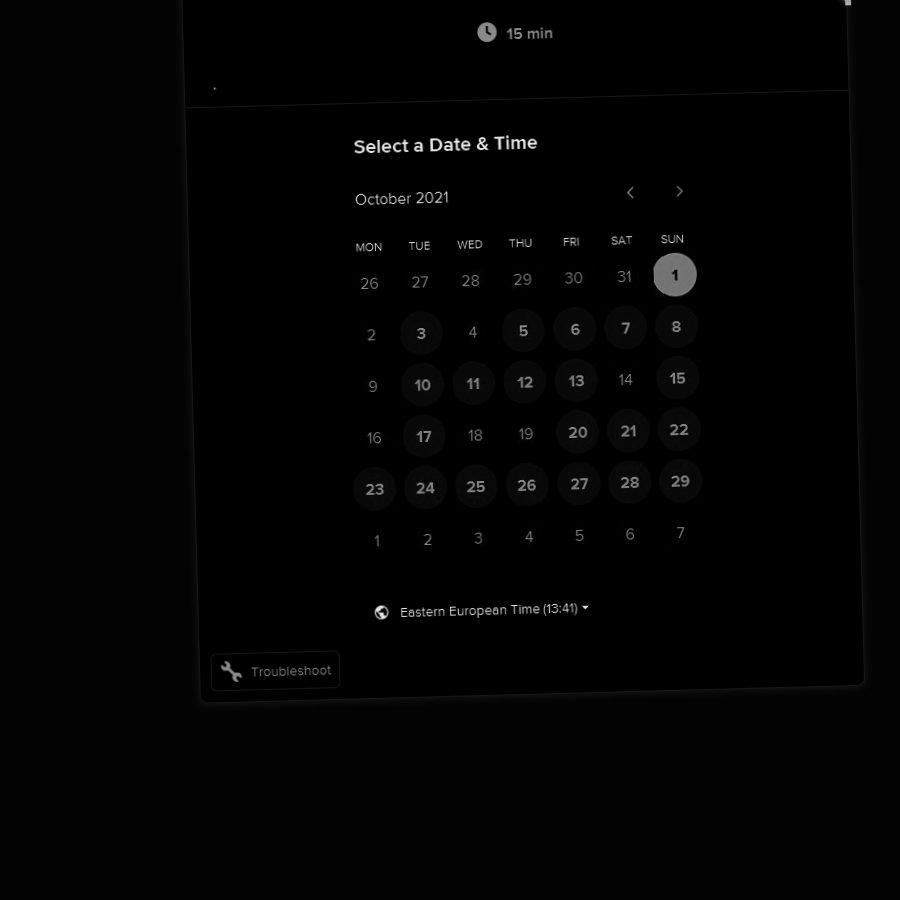 15 min
Select a Date & Time
October 2021
MON TUE WED THU FRI SAT SUN
26 27 28 29 30 31 1
2 3 4 5 6 7 8
9 10 11 12 13 14 15
16 17 18 19 20 21 22
23 24 25 26 27 28 29
1 2 3 4 5 6 7
Eastern European Time (13:41)
Troubleshoot